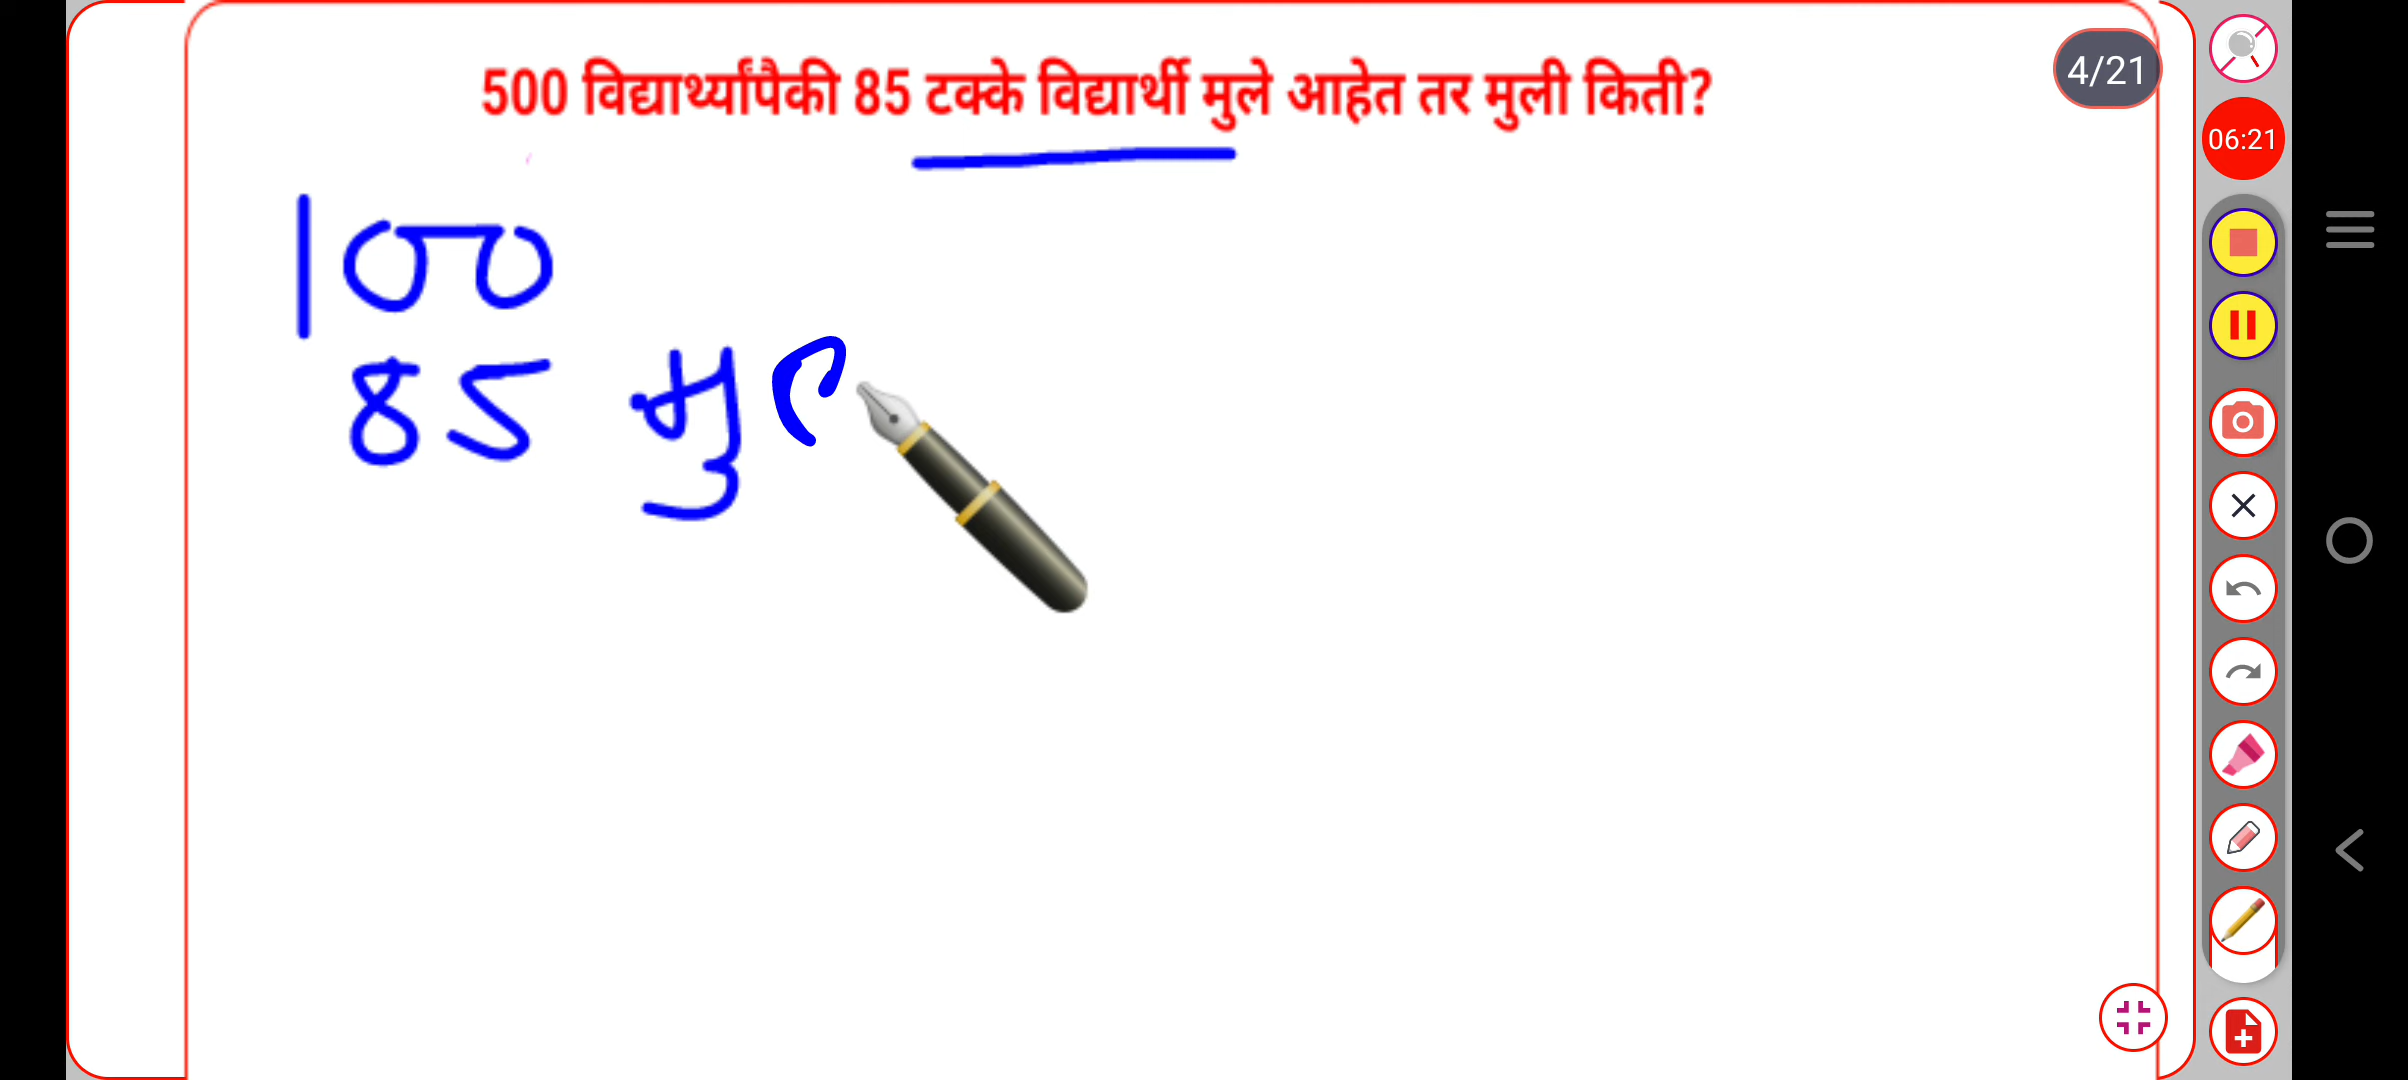 500 विद्यार्थ्यांपैकी 85 टक्के विद्यार्थी मुले आहेत तर मुली किती?
4/21
06:21
100
85 मु